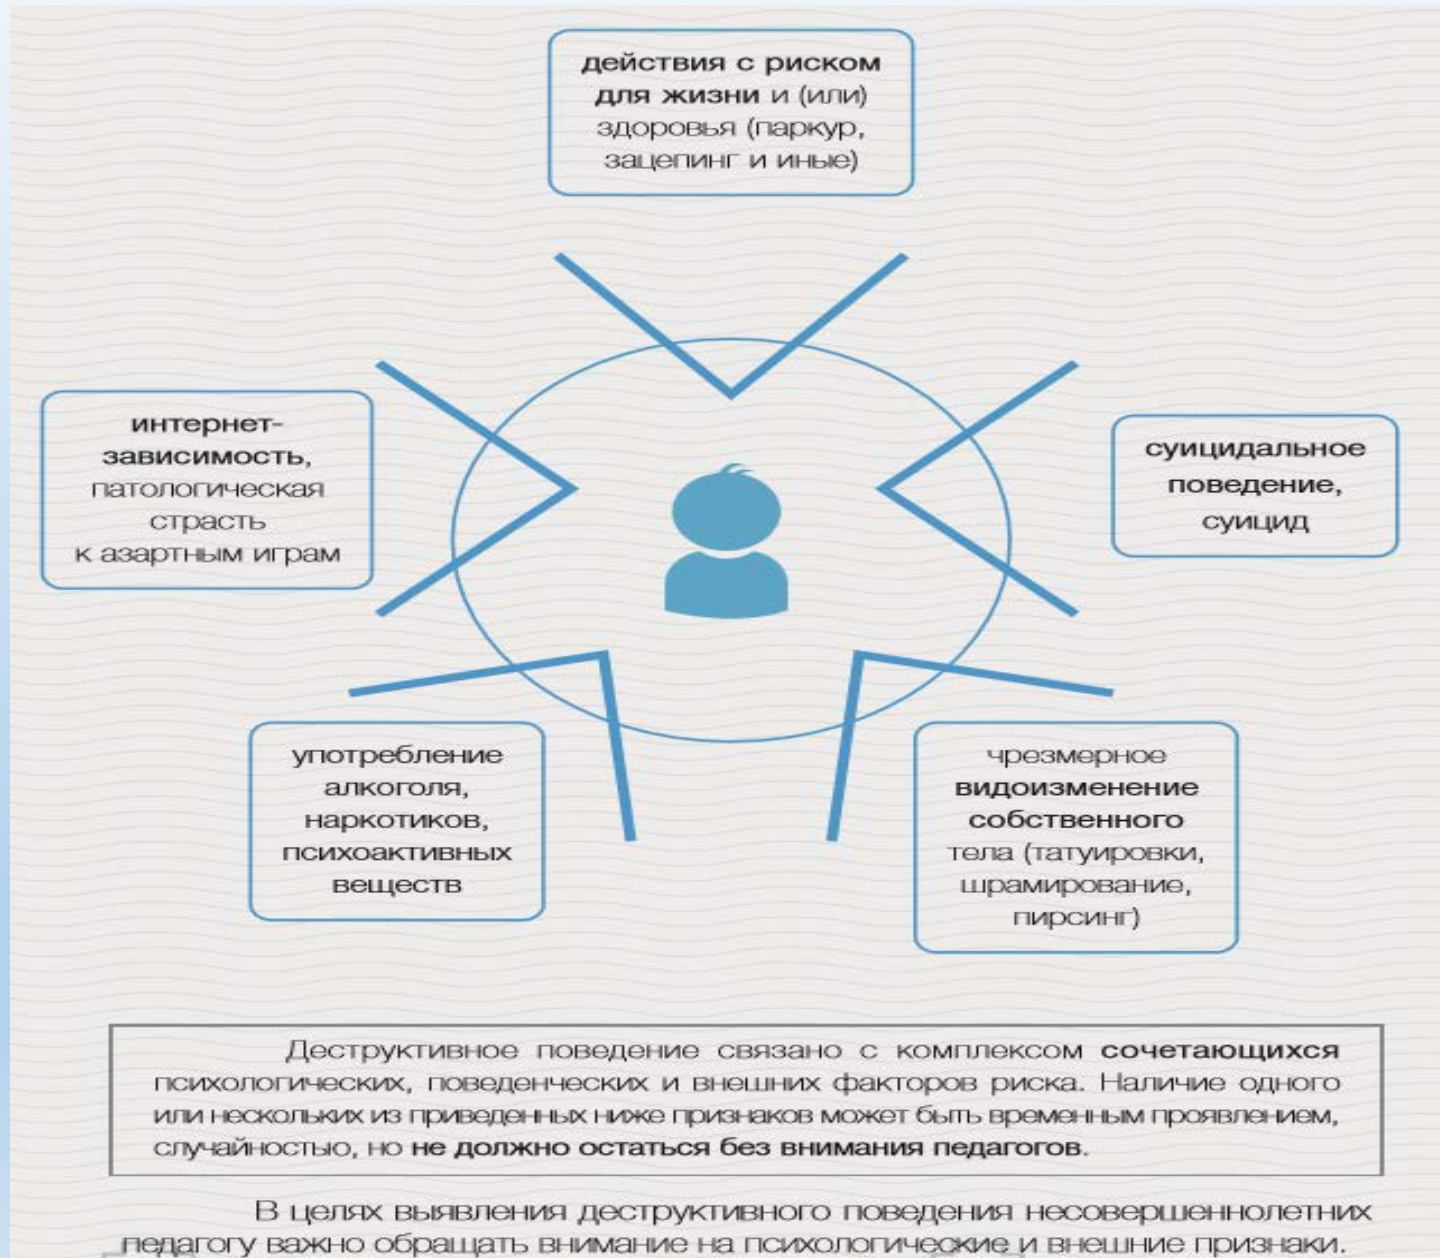 действия с риском
для жизни и (или)
здоровья (паркур,
зацепинг и иные)
интернет-
зависимость,
патологическая
страсть
к азартным играм
суицидальное
поведение,
суицид
употребление
алкоголя,
наркотиков,
психоактивных
веществ
чрезмерное
видоизменение
собственного
тела (татуировки,
шрамирование,
пирсинг)
Деструктивное поведение связано с комплексом сочетающихся
психологических, поведенческих и внешних факторов риска. Наличие одного
или нескольких из приведенных ниже признаков может быть временным проявлением,
случайностью, но не должно остаться без внимания педагогов.
В целях выявления деструктивного поведения несовершеннолетних
педагогу важно обращать внимание на психологические и внешние признаки.